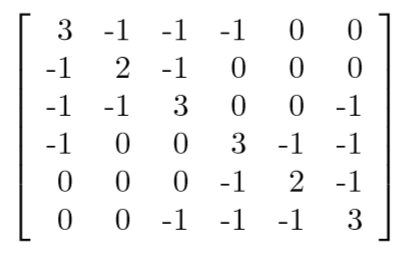 3 -1 -1 -1 0 0
-1 2 -1 0 0 0
-1 -1 3 0 0 -1
-1 0 0 3 -1 -1
0 0 0 -1 2 -1
0 0 -1 -1 -1 3